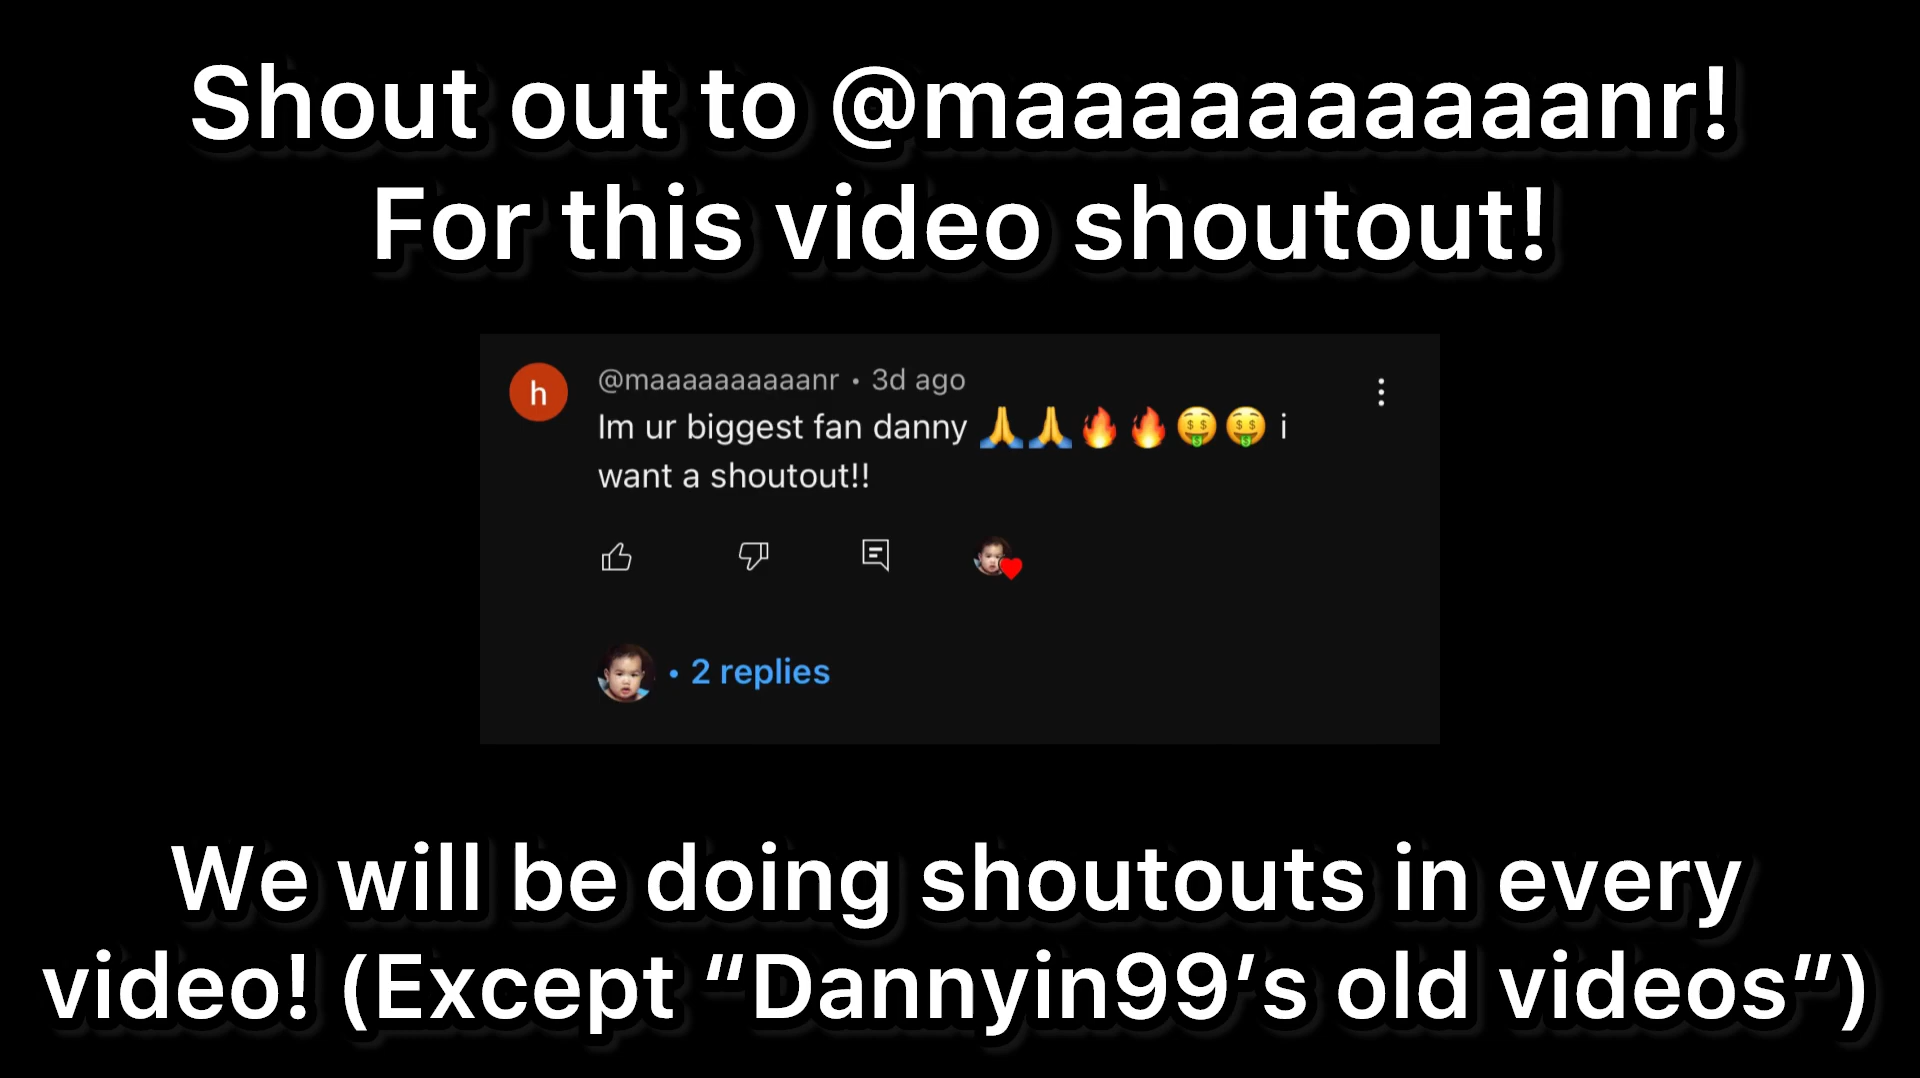 Shout out to @maaaaaaaaaanr!
For this video shoutout!
h
@maaaaaaaaaanr • 3d ago
Im ur biggest fan danny 🙏🙏🔥🔥🤑🤑 i
want a shoutout!!
• 2 replies
We will be doing shoutouts in every
video! (Except “Dannyin99’s old videos”)